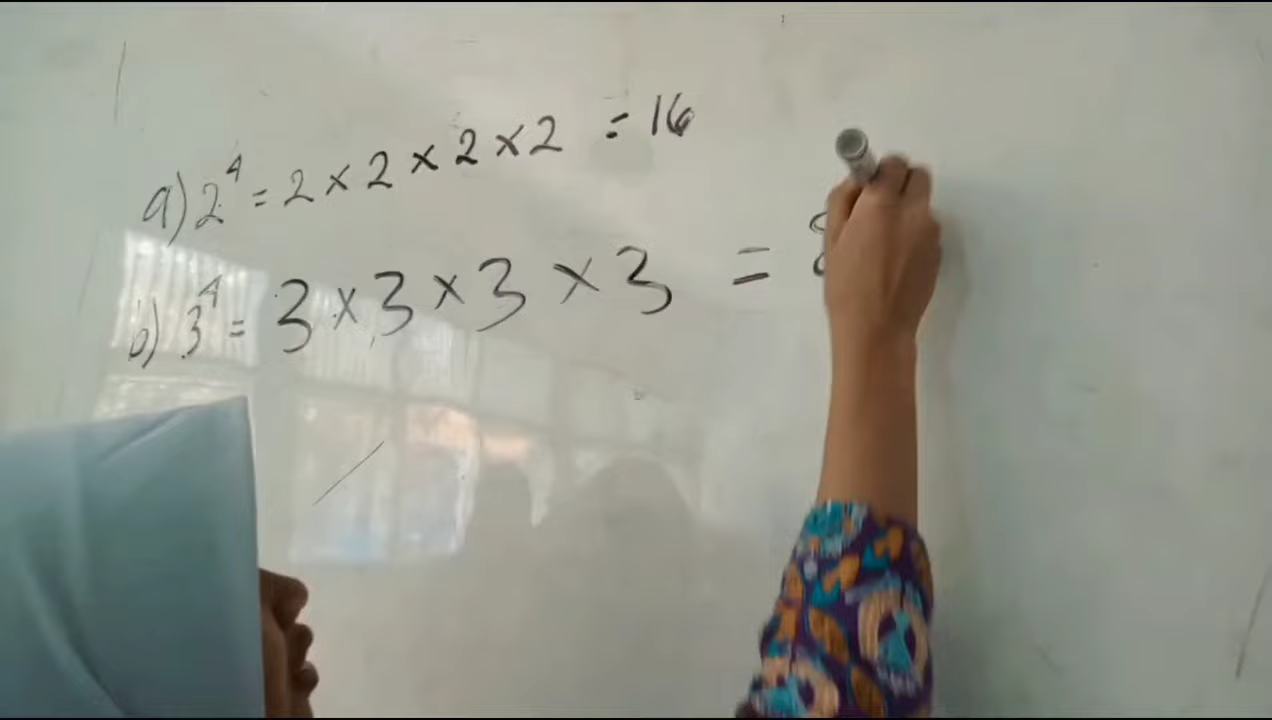 a) 2⁴ = 2 × 2 × 2 × 2 = 16
b) 3⁴ = 3 × 3 × 3 × 3 =